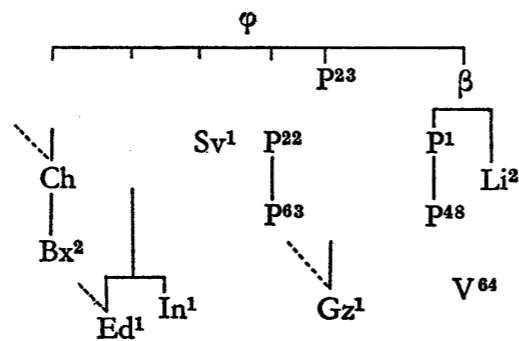 φ
P²³ β
Sv¹ P²² P¹
Ch Li²
P⁶³ P⁴⁸
Bx² V⁶⁴
Ed¹ In¹ Gz¹